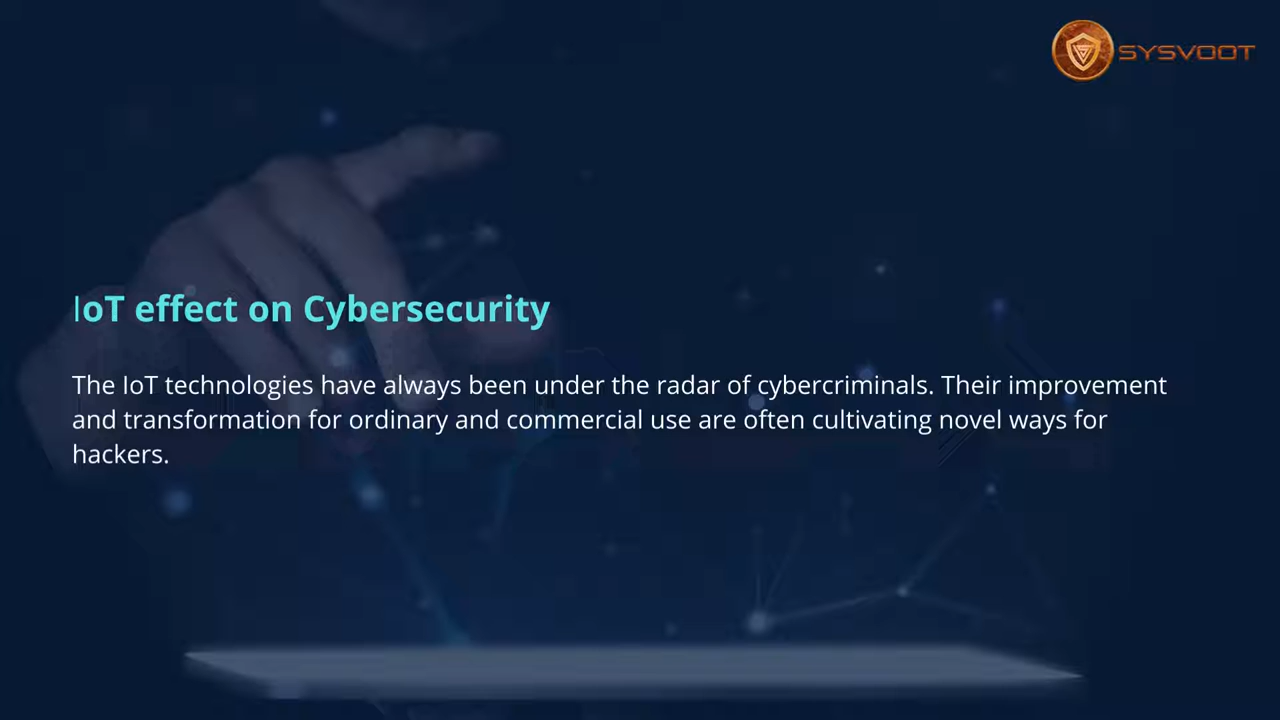 SYSVOOT
IoT effect on Cybersecurity
The IoT technologies have always been under the radar of cybercriminals. Their improvement
and transformation for ordinary and commercial use are often cultivating novel ways for
hackers.